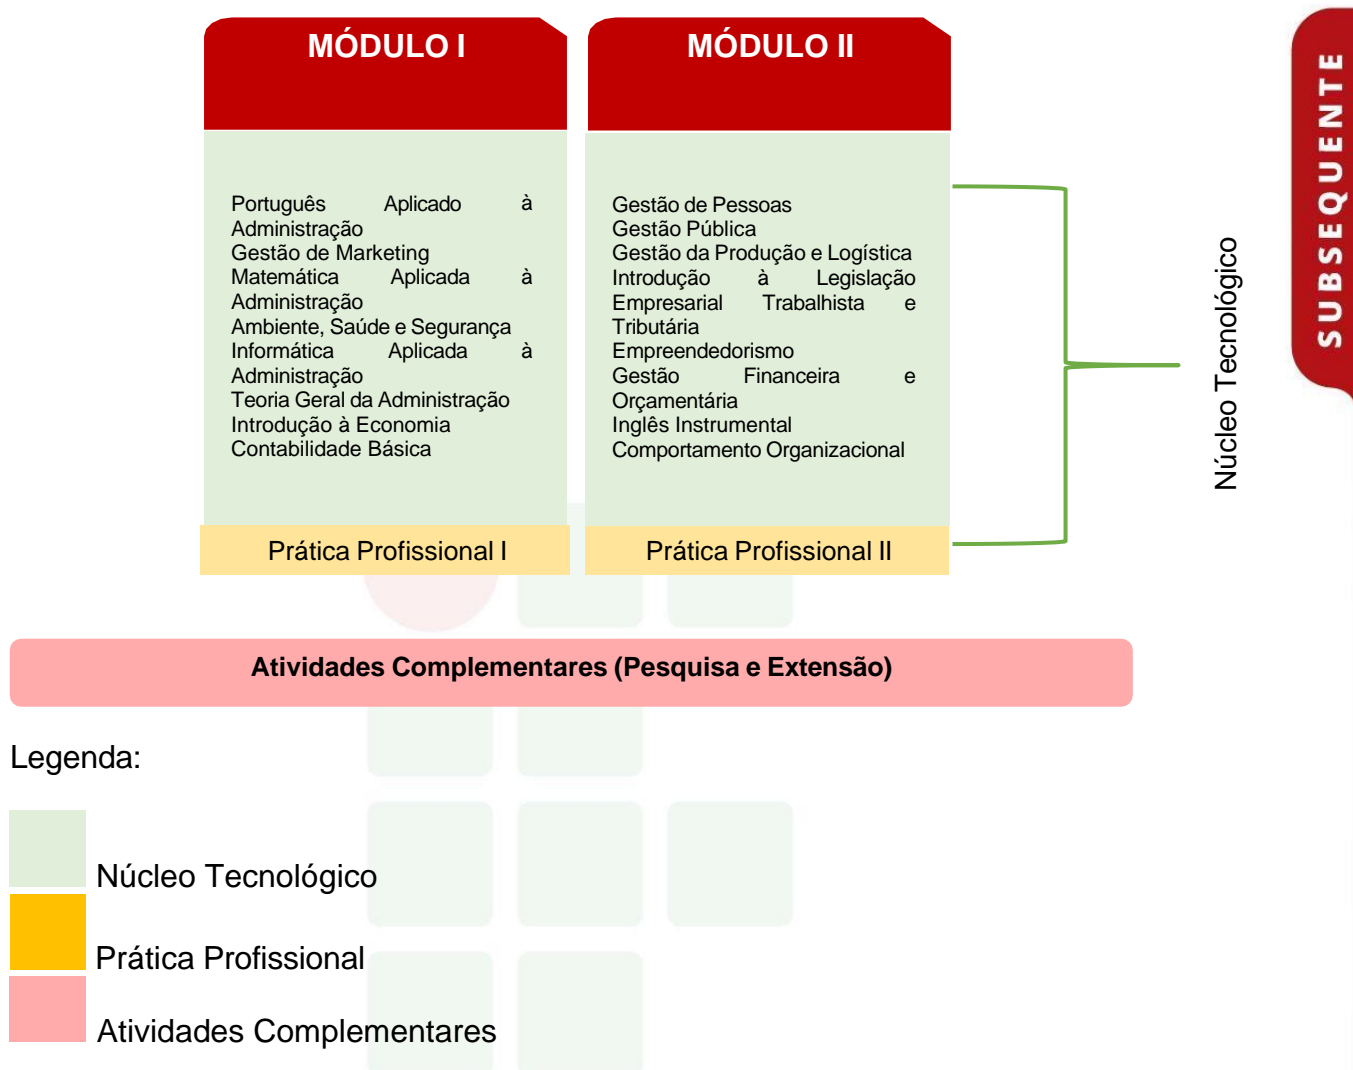 MÓDULO I
Português Aplicado à
Administração
Gestão de Marketing
Matemática Aplicada à
Administração
Ambiente, Saúde e Segurança
Informática Aplicada à
Administração
Teoria Geral da Administração
Introdução à Economia
Contabilidade Básica
Prática Profissional I
MÓDULO II
Gestão de Pessoas
Gestão Pública
Gestão da Produção e Logística
Introdução à Legislação
Empresarial Trabalhista e
Tributária
Empreendedorismo
Gestão Financeira e
Orçamentária
Inglês Instrumental
Comportamento Organizacional
Prática Profissional II
Núcleo Tecnológico
SUBSEQUENTE
Atividades Complementares (Pesquisa e Extensão)
Legenda:
Núcleo Tecnológico
Prática Profissional
Atividades Complementares